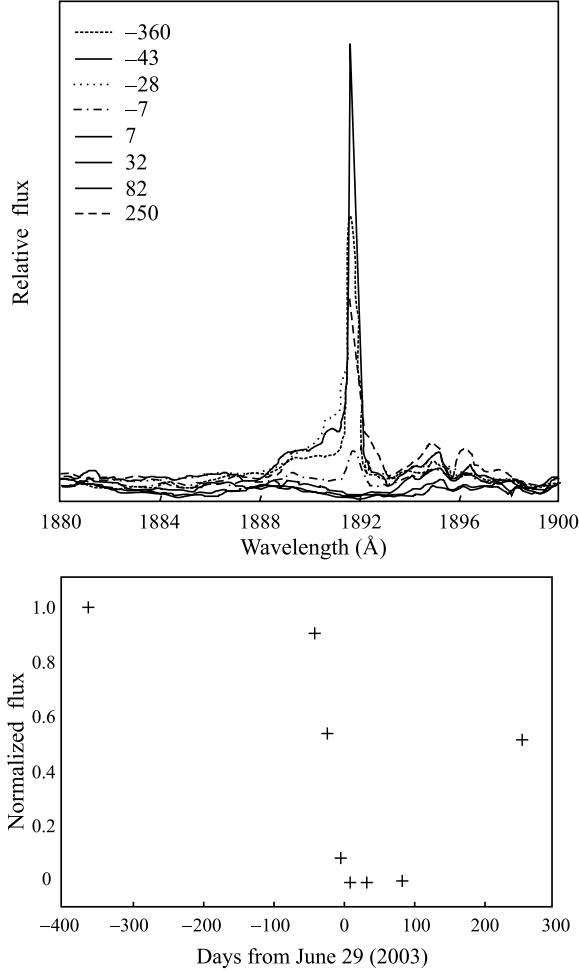 –360
–43
–28
–7
7
32
82
250
Relative flux
1880 1884 1888 1892 1896 1900
Wavelength (Å)
1.0
0.8
0.6
0.4
0.2
0
Normalized flux
–400 –300 –200 –100 0 100 200 300
Days from June 29 (2003)